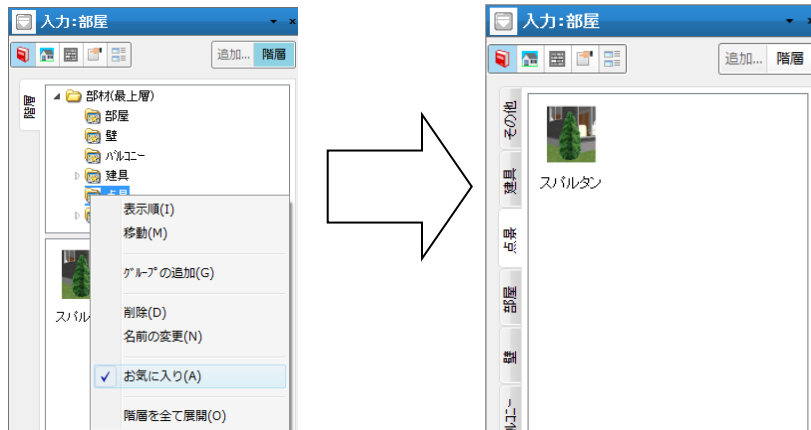 入力:部屋
追加... 階層
階層
部材(最上層)
部屋
壁
バルコニー
建具
点景
表示順(I)
移動(M)
グループの追加(G)
スパル
削除(D)
名前の変更(N)
お気に入り(A)
階層を全て展開(O)
入力:部屋
追加... 階層
その他
建具
点景
部屋
壁
ルコニー
スパルタン